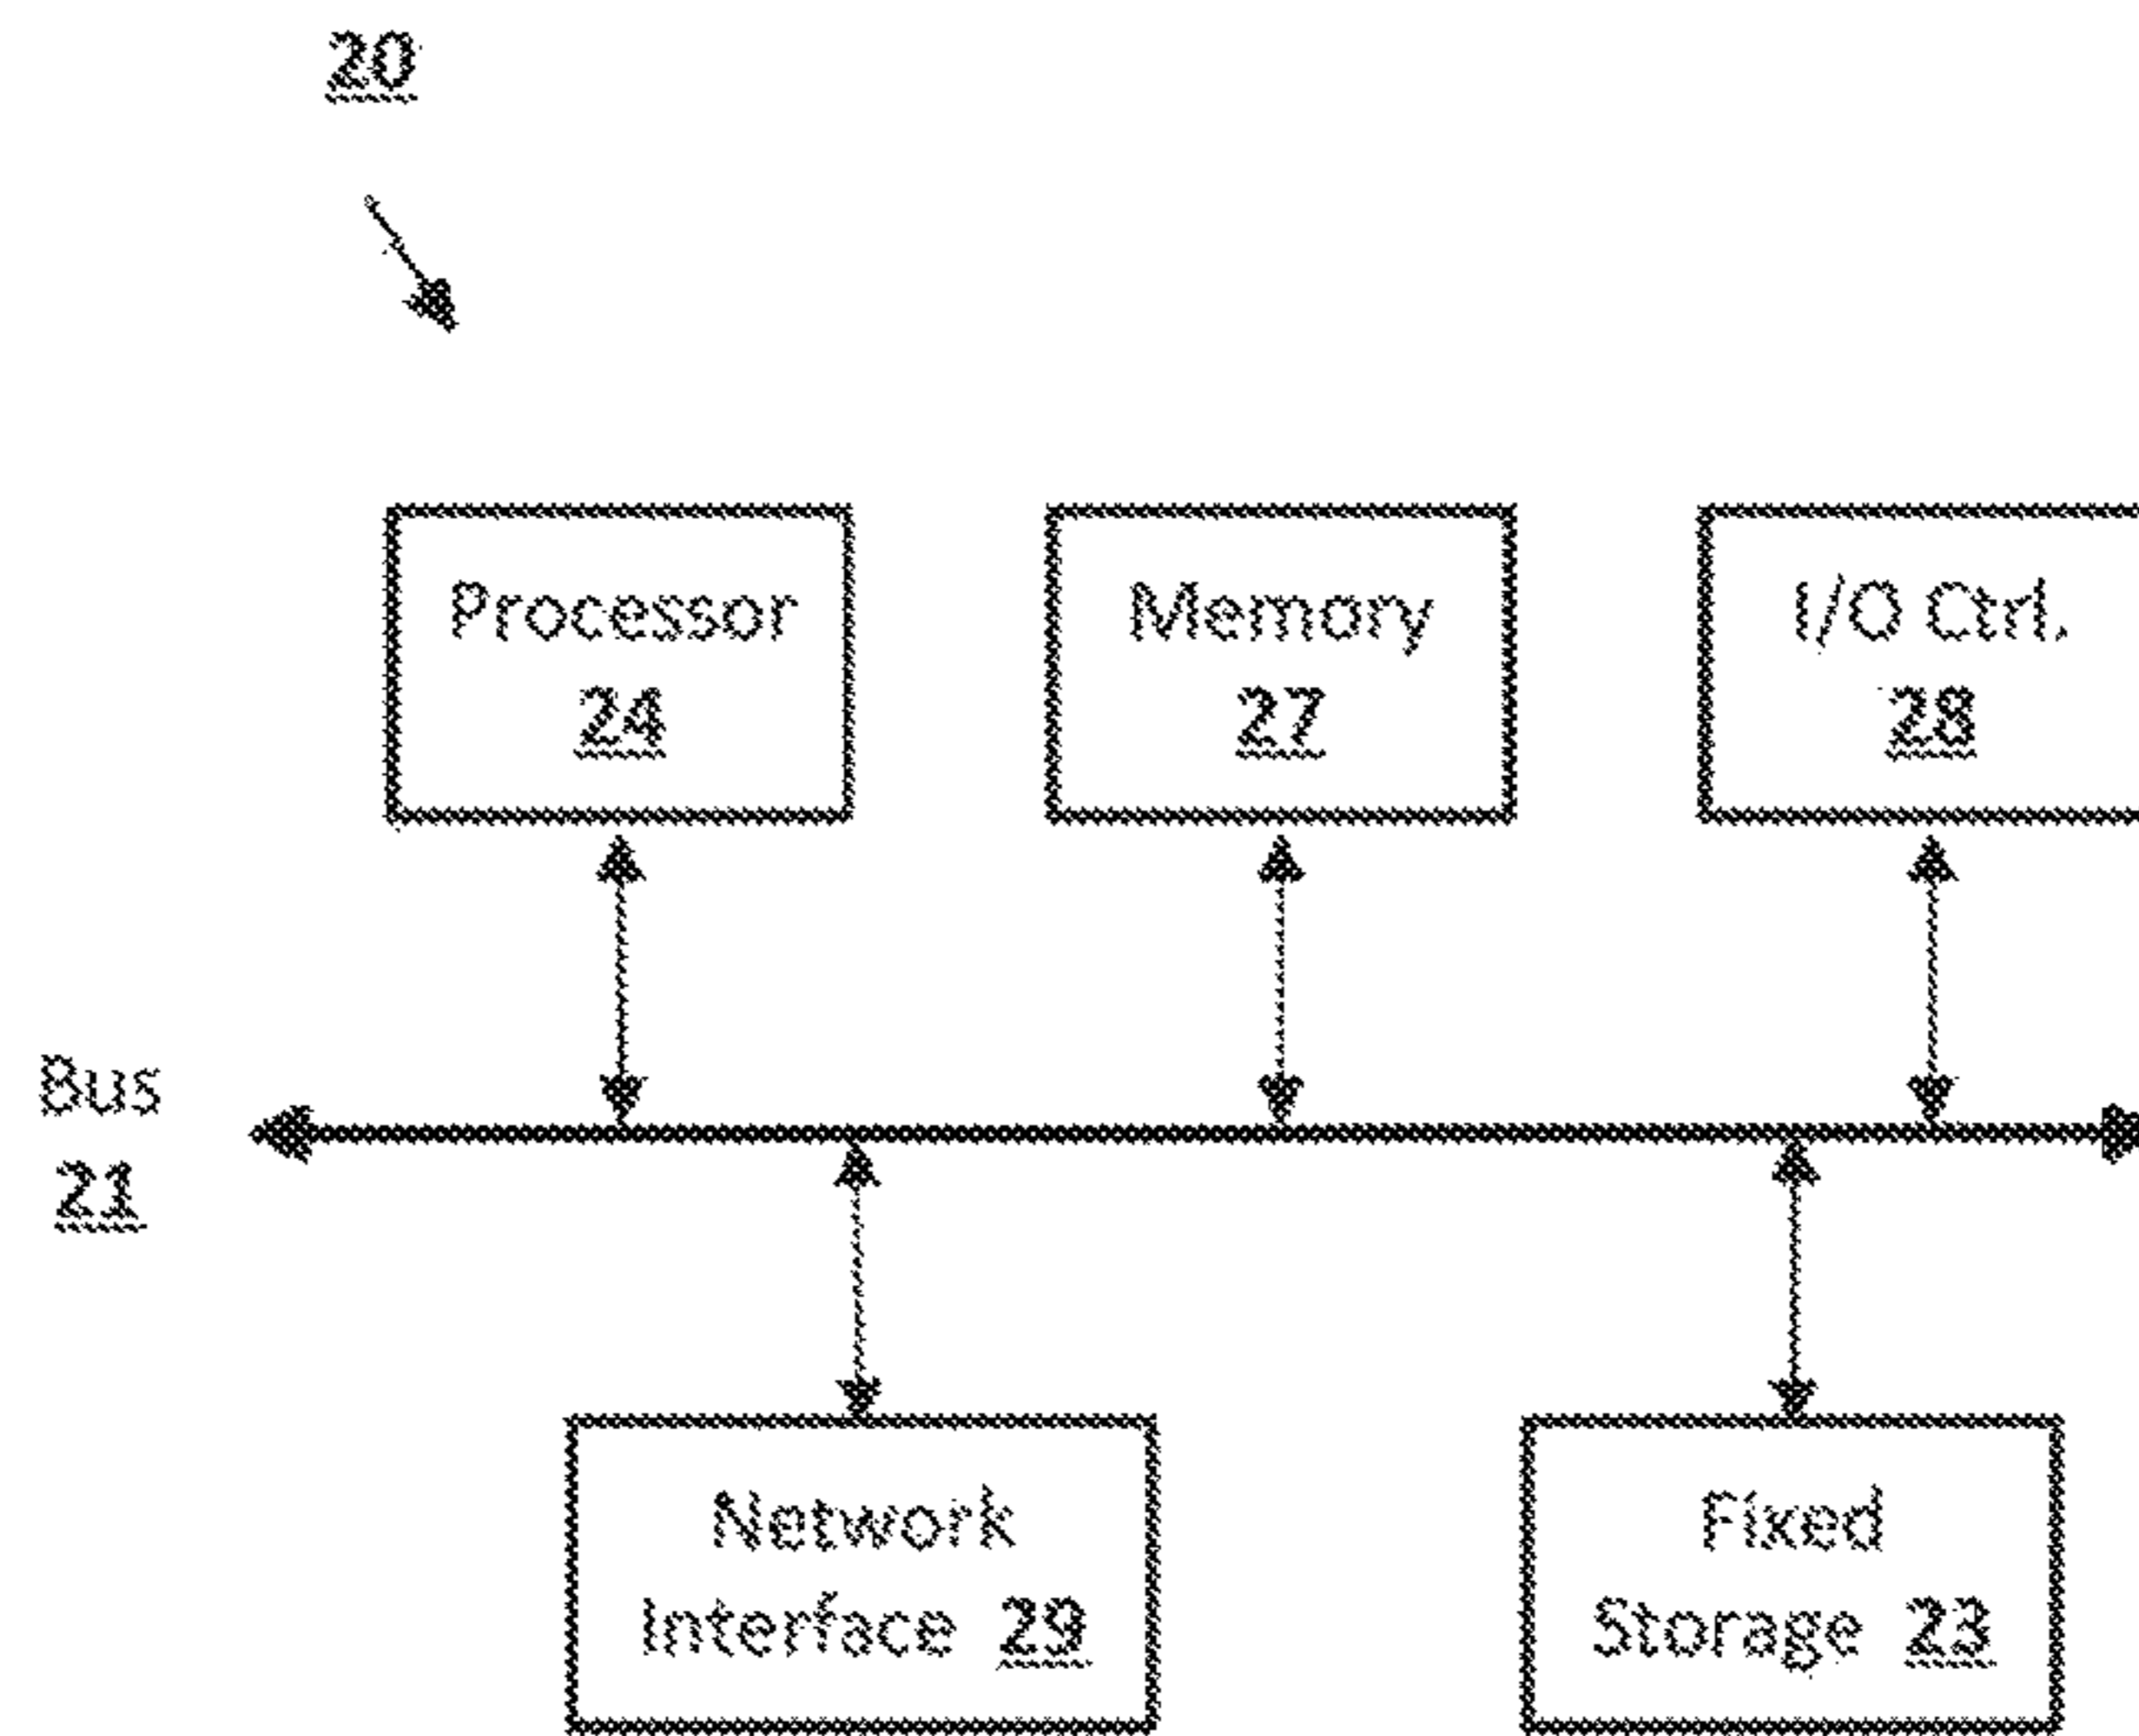 20
Processor
24
Memory
27
I/O Ctrl.
28
Bus
21
Network
Interface 29
Fixed
Storage 23